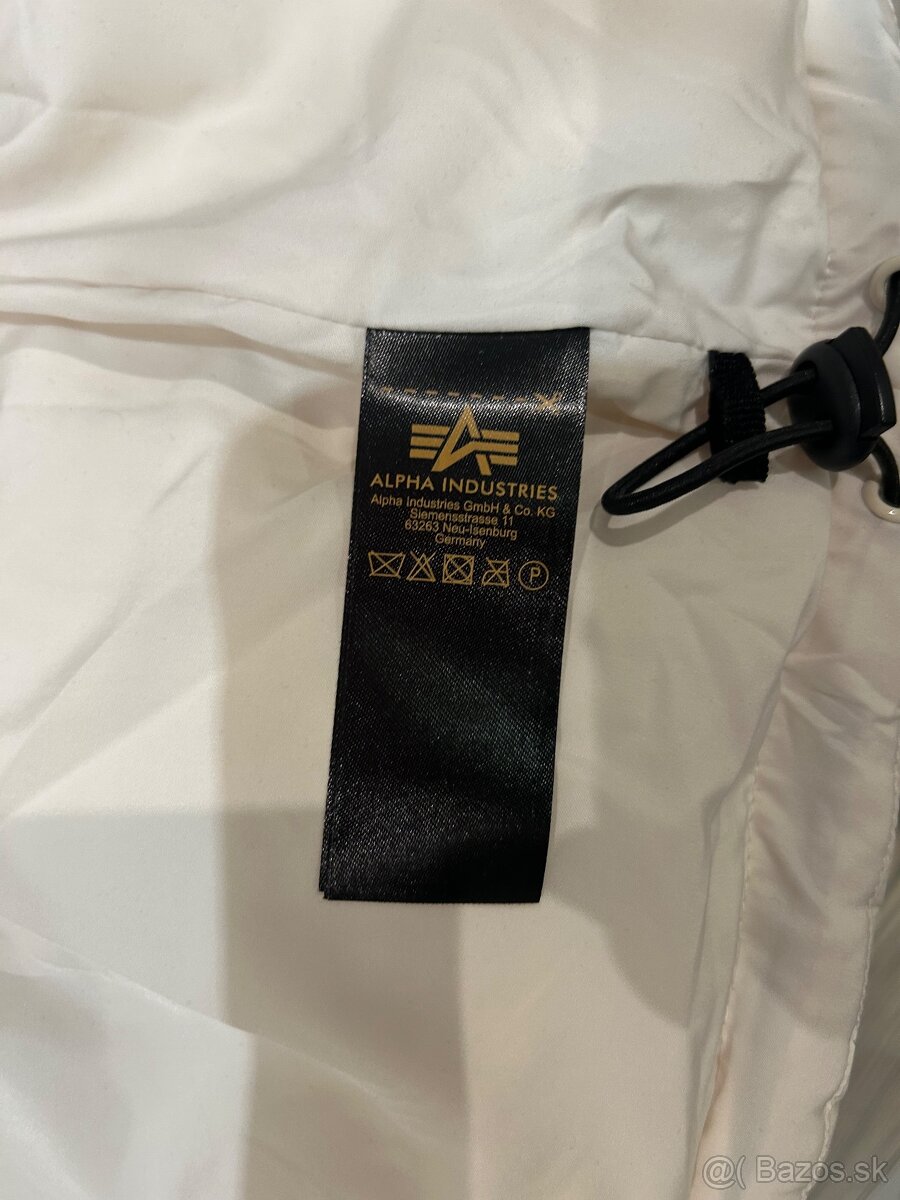 ALPHA INDUSTRIES
Alpha Industries GmbH & Co. KG
Siemensstrasse 11
63263 Neu-Isenburg
Germany
P
@( Bazos.sk